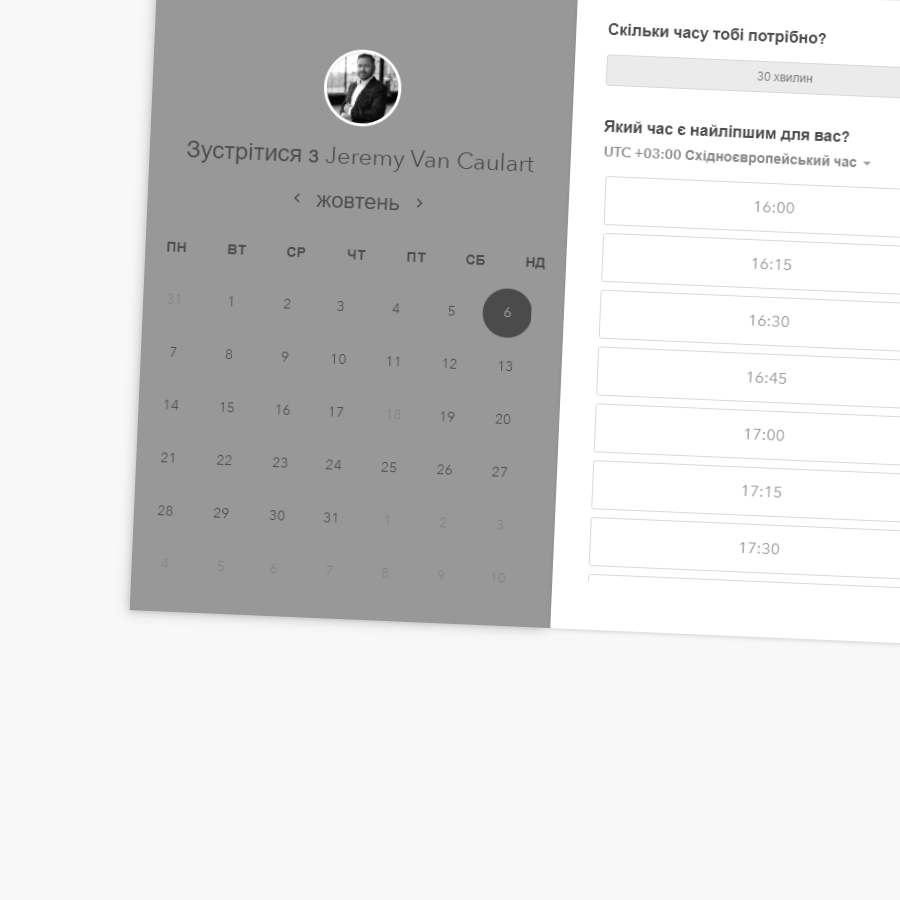 Зустрітися з Jeremy Van Caulart
‹ жовтень ›
ПН ВТ СР ЧТ ПТ СБ НД
31 1 2 3 4 5 6
7 8 9 10 11 12 13
14 15 16 17 18 19 20
21 22 23 24 25 26 27
28 29 30 31 1 2 3
4 5 6 7 8 9 10
Скільки часу тобі потрібно?
30 хвилин
Який час є найліпшим для вас?
UTC +03:00 Східноєвропейський час
16:00
16:15
16:30
16:45
17:00
17:15
17:30